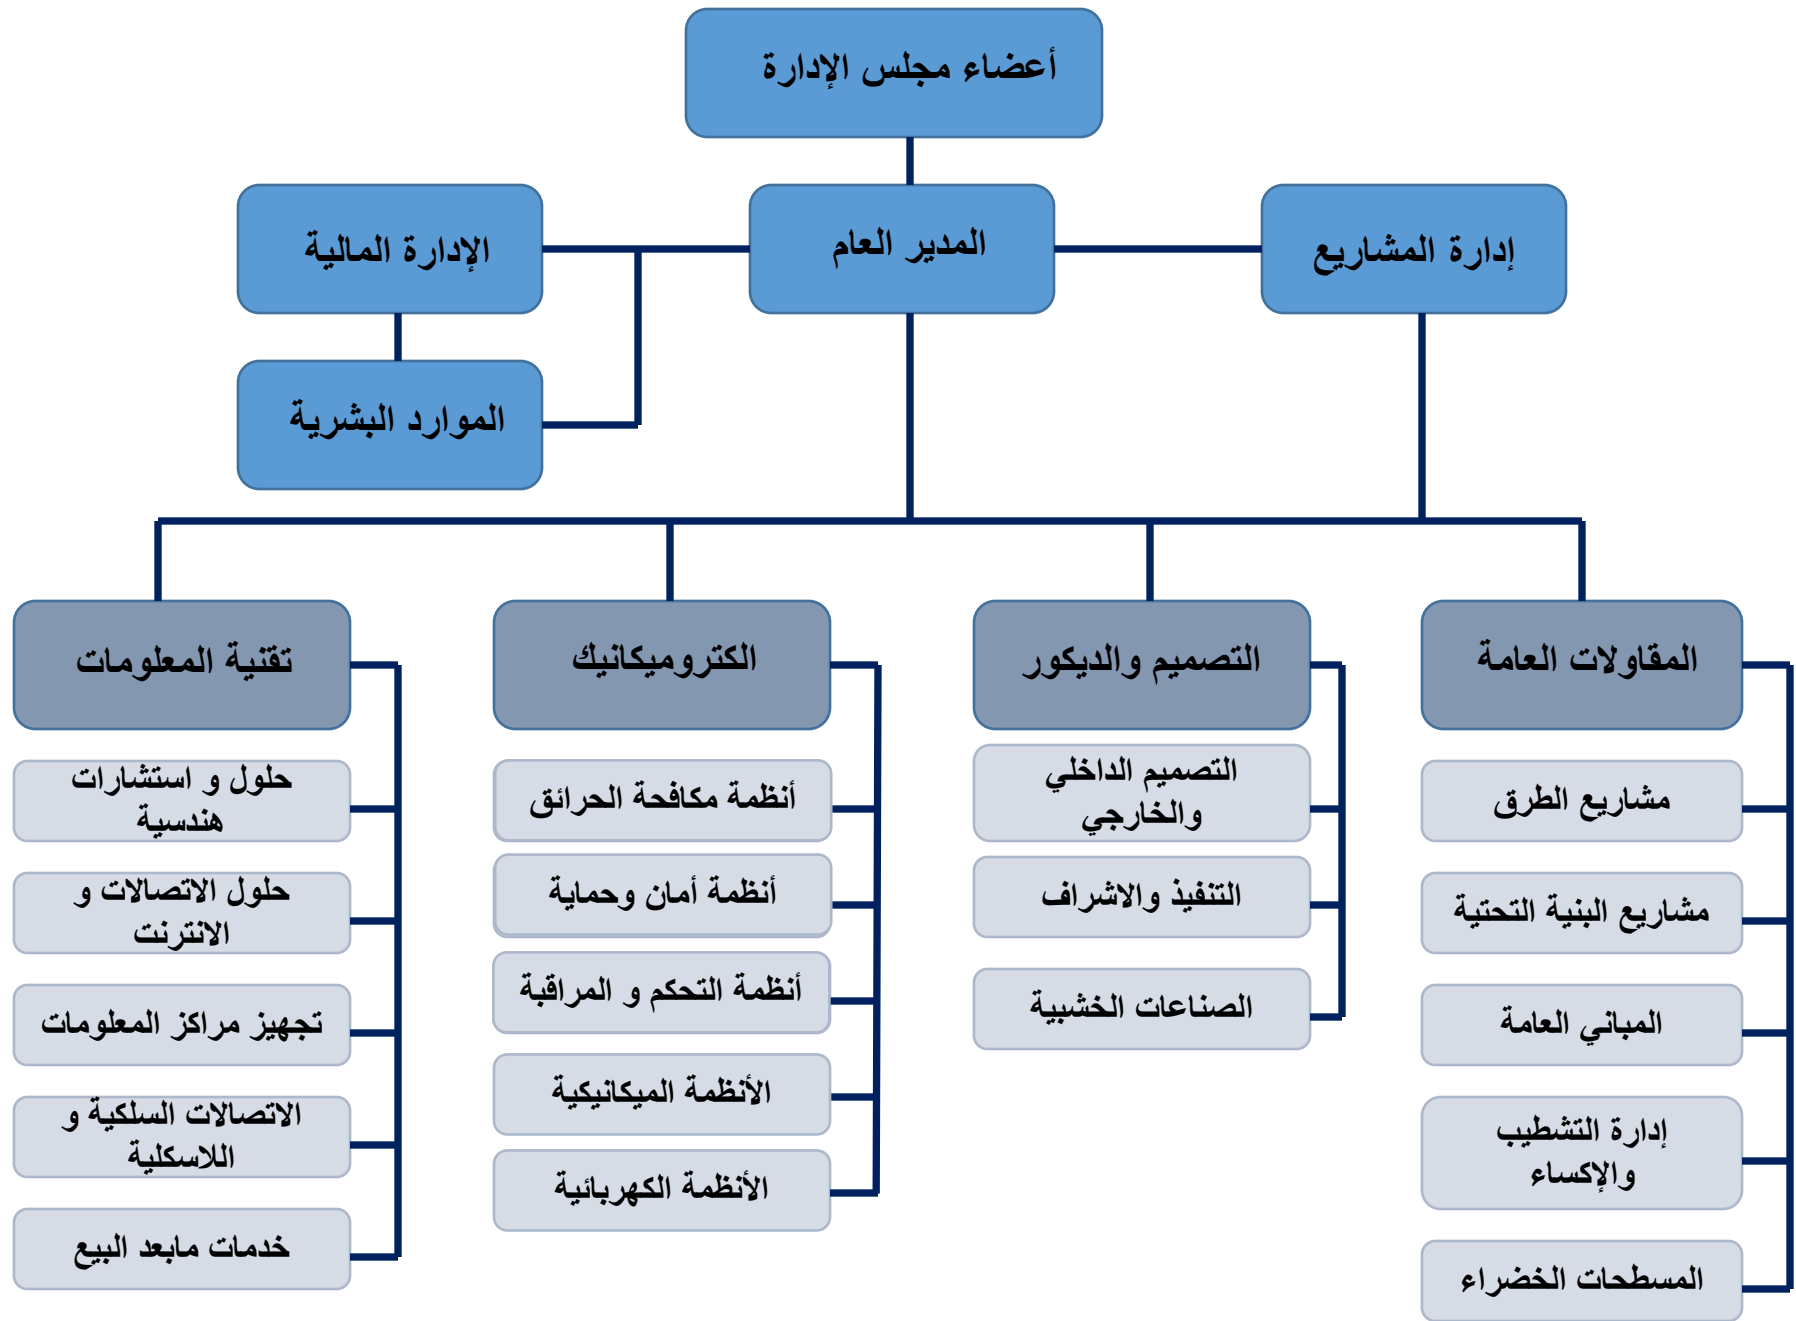 أعضاء مجلس الإدارة
إدارة المشاريع
المدير العام
الإدارة المالية
الموارد البشرية
المقاولات العامة
مشاريع الطرق
مشاريع البنية التحتية
المباني العامة
إدارة التشطيب
والإكساء
المسطحات الخضراء
التصميم والديكور
التصميم الداخلي
والخارجي
التنفيذ والاشراف
الصناعات الخشبية
الكتروميكانيك
أنظمة مكافحة الحرائق
أنظمة أمان وحماية
أنظمة التحكم و المراقبة
الأنظمة الميكانيكية
الأنظمة الكهربائية
تقنية المعلومات
حلول و استشارات
هندسية
حلول الاتصالات و
الانترنت
تجهيز مراكز المعلومات
الاتصالات السلكية و
اللاسكلية
خدمات مابعد البيع